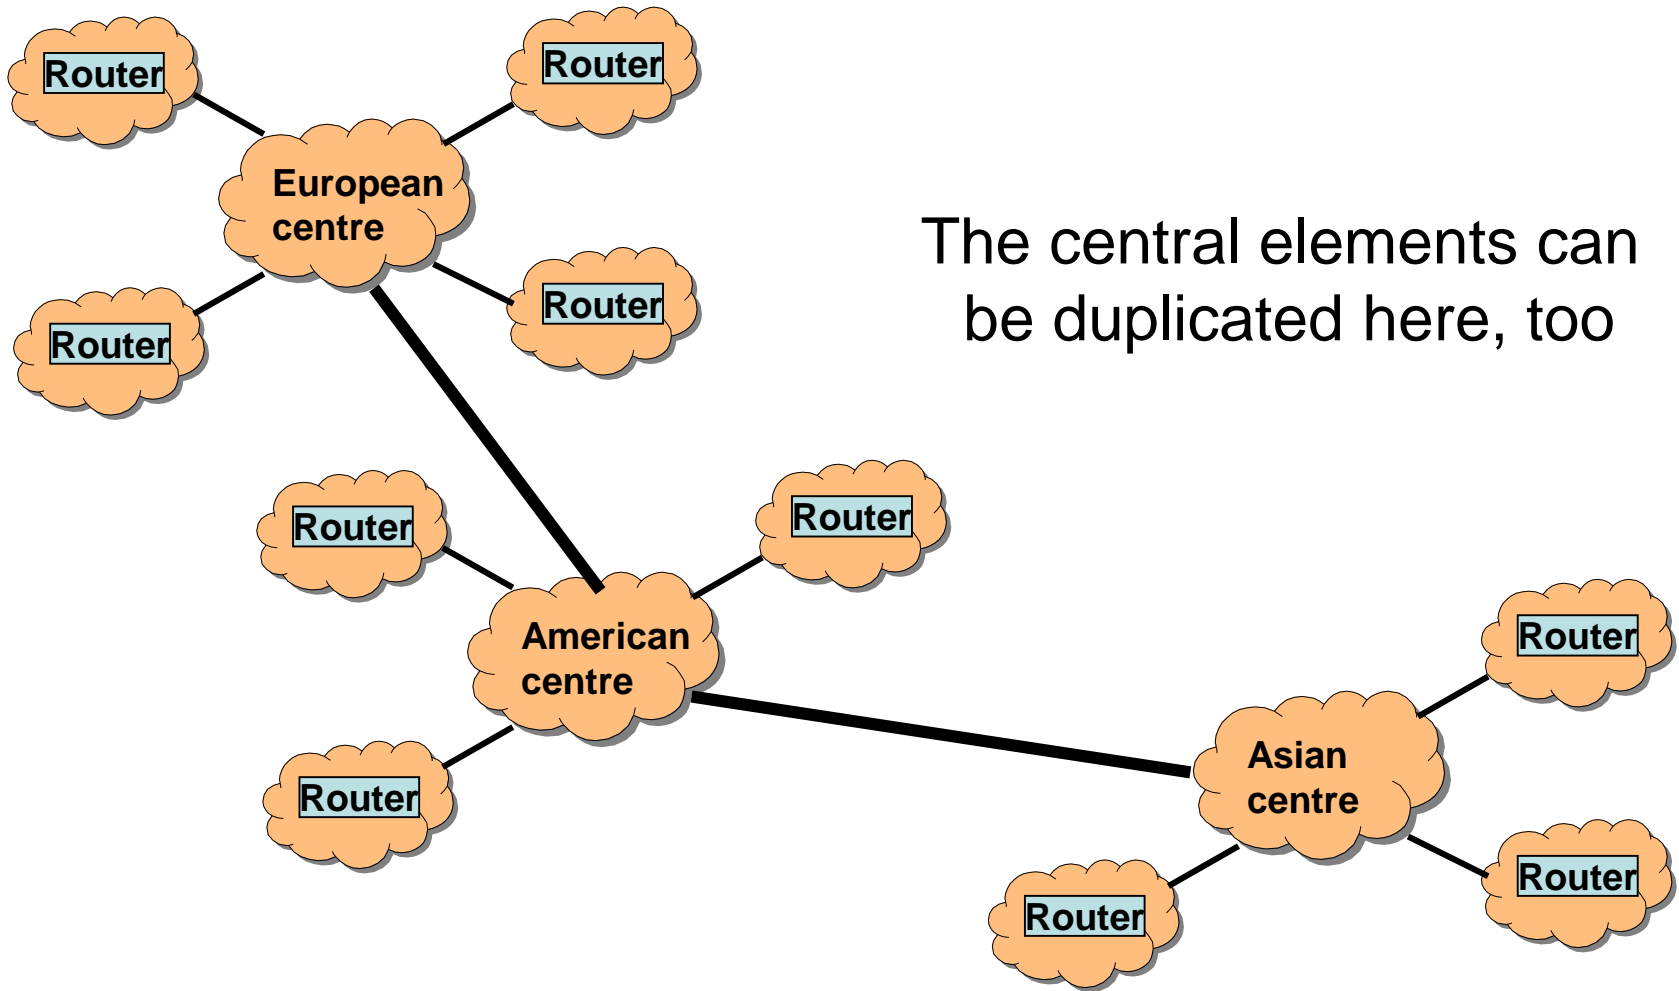 Router
Router
European
centre
Router
Router
The central elements can
be duplicated here, too
Router
Router
American
centre
Router
Router
Asian
centre
Router
Router